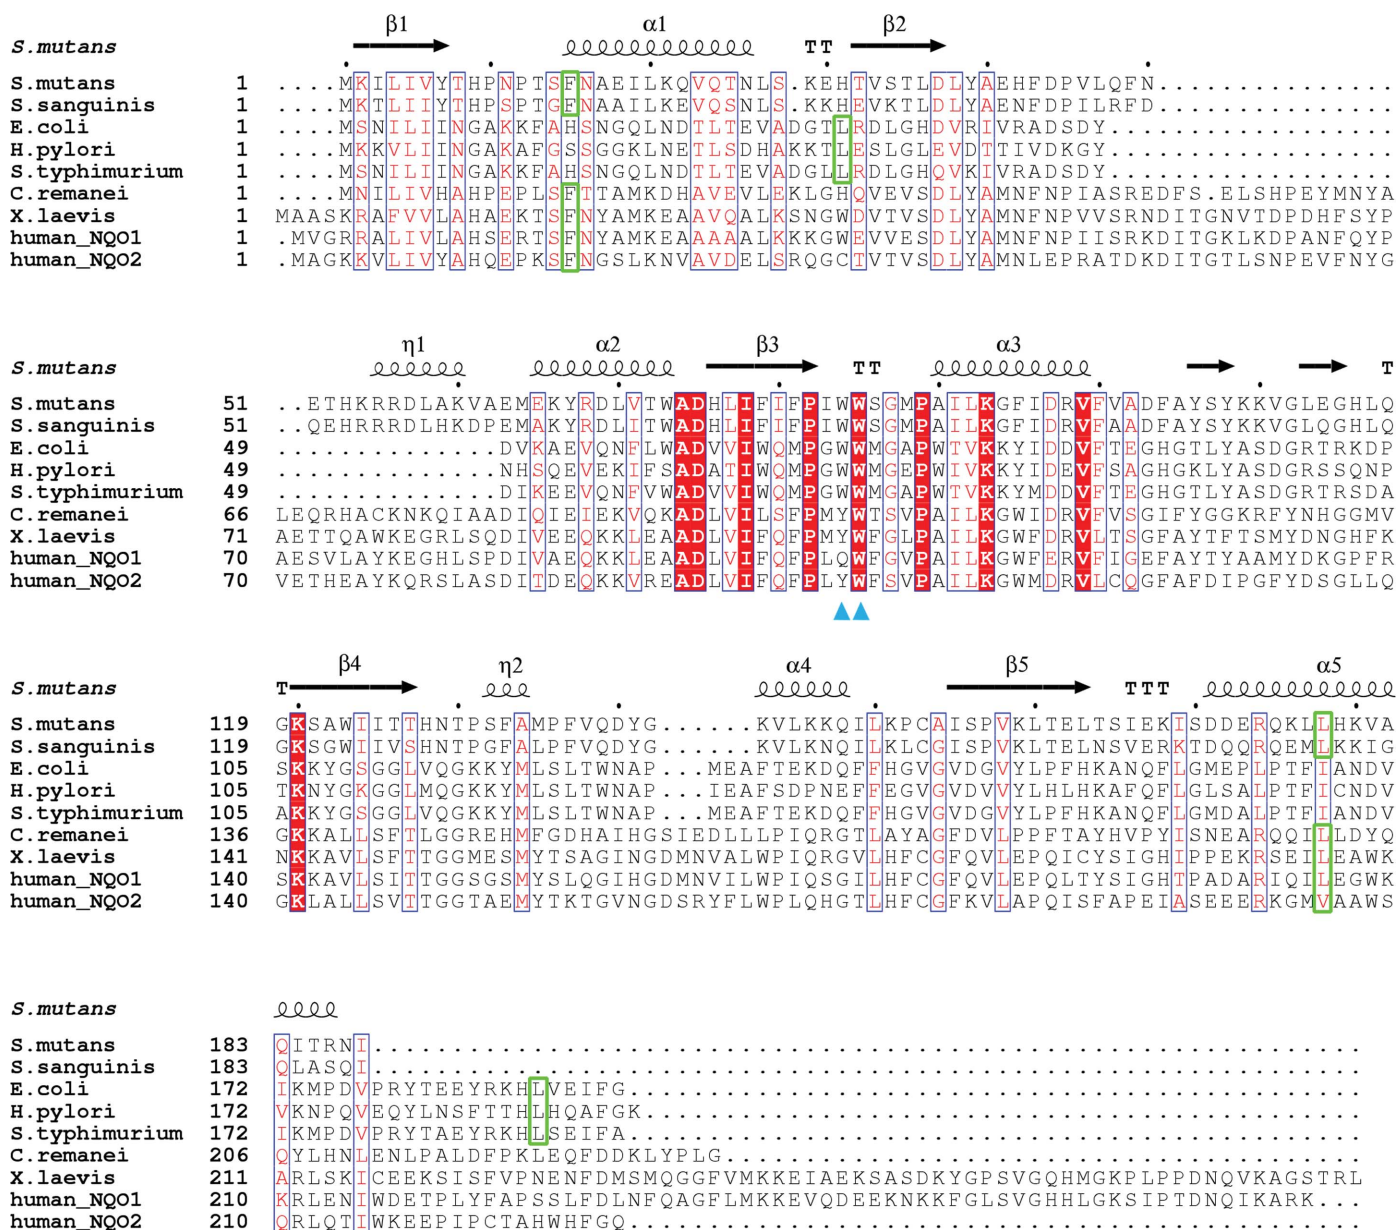 β1 α1 β2
S.mutans TT
S.mutans 1 ....MKILIVYTHPNPTSFNAEILKQVQTNLS.KEHTVSTLDLYAEHFDPVLQFN...............
S.sanguinis 1 ....MKTLIIYTHPSPTGFNAAILKEVQSNLS.KKHEVKTLDLYAENFDPILRFD...............
E.coli 1 ....MSNILIINGAKKFAHSNGQLNDTLTEVADGTLRDLGHDVRIVRADSDY..................
H.pylori 1 ....MKKVLIINGAKAFGSSGGKLNETLSDHAKKTLESLGLEVDTTIVDKGY..................
S.typhimurium 1 ....MSNILIINGAKKFAHSNGQLNDTLTEVADGLLRDLGHQVKIVRADSDY..................
C.remanei 1 ....MNILIVHAHPEPLSFTTAMKDHAVEVLEKLGHQVEVSDLYAMNFNPIASREDFS.ELSHPEYMNYA
X.laevis 1 MAASKRAFVVLAHAEKTSFNYAMKEAAVQALKSNGWDVTVSDLYAMNFNPVVSRNDITGNVTDPDHFSYP
human_NQO1 1 .MVGRRALIVLAHSERTSFNYAMKEAAAAALKKKGWEVVESDLYAMNFNPIISRKDITGKLKDPANFQYP
human_NQO2 1 .MAGKKVLIVYAHQEPKSFNGSLKNVAVDELSRQGCTVTVSDLYAMNLEPRATDKDITGTLSNPEVFNYG
η1 α2 β3 α3
S.mutans TT T
S.mutans 51 ..ETHKRRDLAKVAEMEKYRDLVTWADHLIFIFPIWWSGMPAILKGFIDRVFVADFAYSYKKVGLEGHLQ
S.sanguinis 51 ..QEHRRRDLHKDPEMAKYRDLITWADHLIFIFPIWWSGMPAILKGFIDRVFAADFAYSYKKVGLQGHLQ
E.coli 49 ..............DVKAEVQNFLWADVVIWQMPGWWMGAPWTVKKYIDDVFTEGHGTLYASDGRTRKDP
H.pylori 49 ..............NHSQEVEKIFSADATIWQMPGWWMGEPWIVKKYIDEVFSAGHGKLYASDGRSSQNP
S.typhimurium 49 ..............DIKEEVQNFVWADVVIWQMPGWWMGAPWTVKKYMDDVFTEGHGTLYASDGRTRSDA
C.remanei 66 LEQRHACKNKQIAADIQIEIEKVQKADVVILSFPMYWTSVPAILKGWIDRVFVSGIFYGGKRFYNHGGMV
X.laevis 71 AETTQAWKEGRLSQDIVEEQKKLEAADLVIFQFPMYWFGLPAILKGWFDRVLTSGFAYTFTSMYDNGHFK
human_NQO1 70 AESVLAYKEGHLSPDIVAEQKKLEAADLVIFQFPLQWFGVPAILKGWFERVFIGEFAYTYAAMYDKGPFR
human_NQO2 70 VETHEAYKQRSLASDITDEQKKVREADLVIFQFPLYWFSVPAILKGWMDRVLCQGFAFDIPGFYDSGLLQ
β4 η2 α4 β5 α5
S.mutans T TTT
S.mutans 119 GKSAWIITTHNTPSFAMPFVQDYG......KVLKKQILKPCAISPVKLTELTSIEKISDDERQKLLHKVA
S.sanguinis 119 GKSGWIIVSHNTPGFALPFVQDYG......KVLKNQILKLCGISPVKLTELNSVERKTDQQRQEMLKKIG
E.coli 105 SKKYGSGGLVQGKKYMLSLTWNAP...MEAFTEKDQFFHGVGVDGVYLPFHKANQFLGMEPLPTFIANDV
H.pylori 105 TKNYGKGGLMQGKKYMLSLTWNAP...IEAFSDPNEFFEGVGVDVVYLHLHKAFQFLGLSALPTFICNDV
S.typhimurium 105 AKKYGSGGLVQGKKYMLSLTWNAP...MEAFTEKDQFFHGVGVDGVYLPFHKANQFLGMDALPTFIANDV
C.remanei 136 GKKALLSFTLGGREHMFGDHAIHGSIEDLLLPIQRGTLAYAGFDVLPPFTAYHVPYISNEARQQILLDYQ
X.laevis 141 NKKAVLSFTTGGMESMYTSAGINGDMNVALWPIQRGVLHFCGFQVLEPQICYSIGHIPPEKRSEILEAWK
human_NQO1 140 SKKAVLSITTGGSGSMYSLQGIHGDMNVILWPIQSGILHFCGFQVLEPQLTYSIGHTPADARIQILEGWK
human_NQO2 140 GKLALLSVTTGGTAEMYTKTGVNGDSRYFLWPLQHGTLHFCGFKVLAPQISFAPEIASEEERKGMVAAWS
S.mutans
S.mutans 183 QITRNI..............................................................
S.sanguinis 183 QLASQI..............................................................
E.coli 172 IKMPDVPRYTEEYRKHLVEIFG..............................................
H.pylori 172 VKNPQVEQYLNSFTTHLHQAFGK.............................................
S.typhimurium 172 IKMPDVPRYTAEYRKHLSEIFA..............................................
C.remanei 206 QYLHNLENLPALDFPKLEQFDDKLYPLG........................................
X.laevis 211 ARLSKICEEKSISFVPNENFDMSMQGGFVMKKEIAEKSASDKYGPSVGQHMGKPLPPDNQVKAGSTRL
human_NQO1 210 KRLENIWDETPLYFAPSSLFDLNFQAGFLMKKEVQDEEKNKKFGLSVGHHLGKSIPTDNQIKARK...
human_NQO2 210 QRLQTIWKEEPIPCTAHWHFGQ..............................................